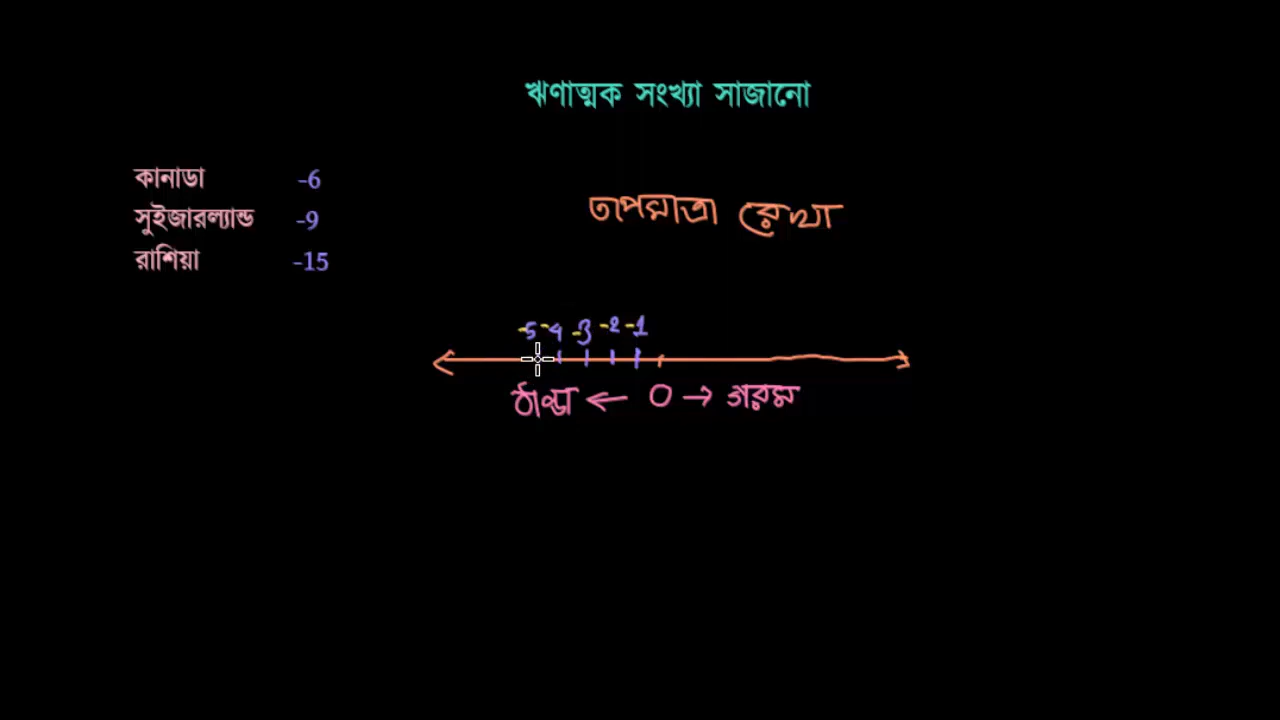 ঋণাত্মক সংখ্যা সাজানো
কানাডা -6
সুইজারল্যান্ড -9
রাশিয়া -15
তাপমাত্রা রেখা
-5 -4 -3 -2 -1
ঠান্ডা ← 0 → গরম